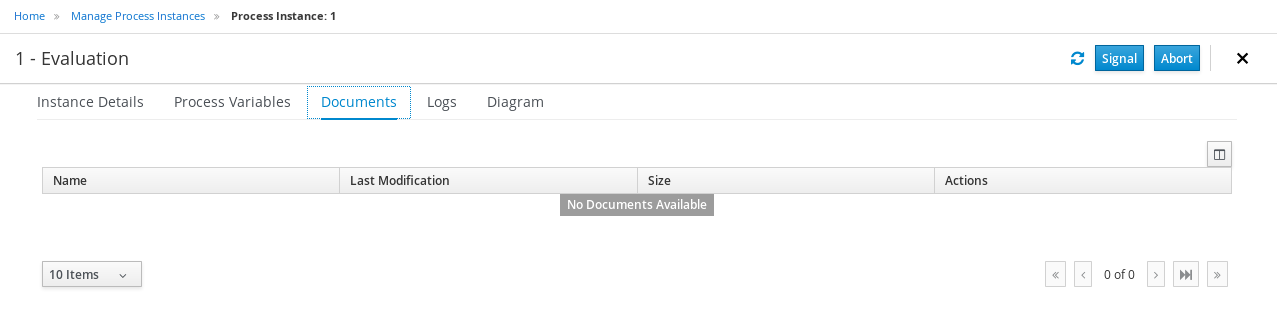 Home » Manage Process Instances » Process Instance: 1
1 - Evaluation
Signal Abort
Instance Details Process Variables Documents Logs Diagram
Name Last Modification Size Actions
No Documents Available
10 Items 0 of 0